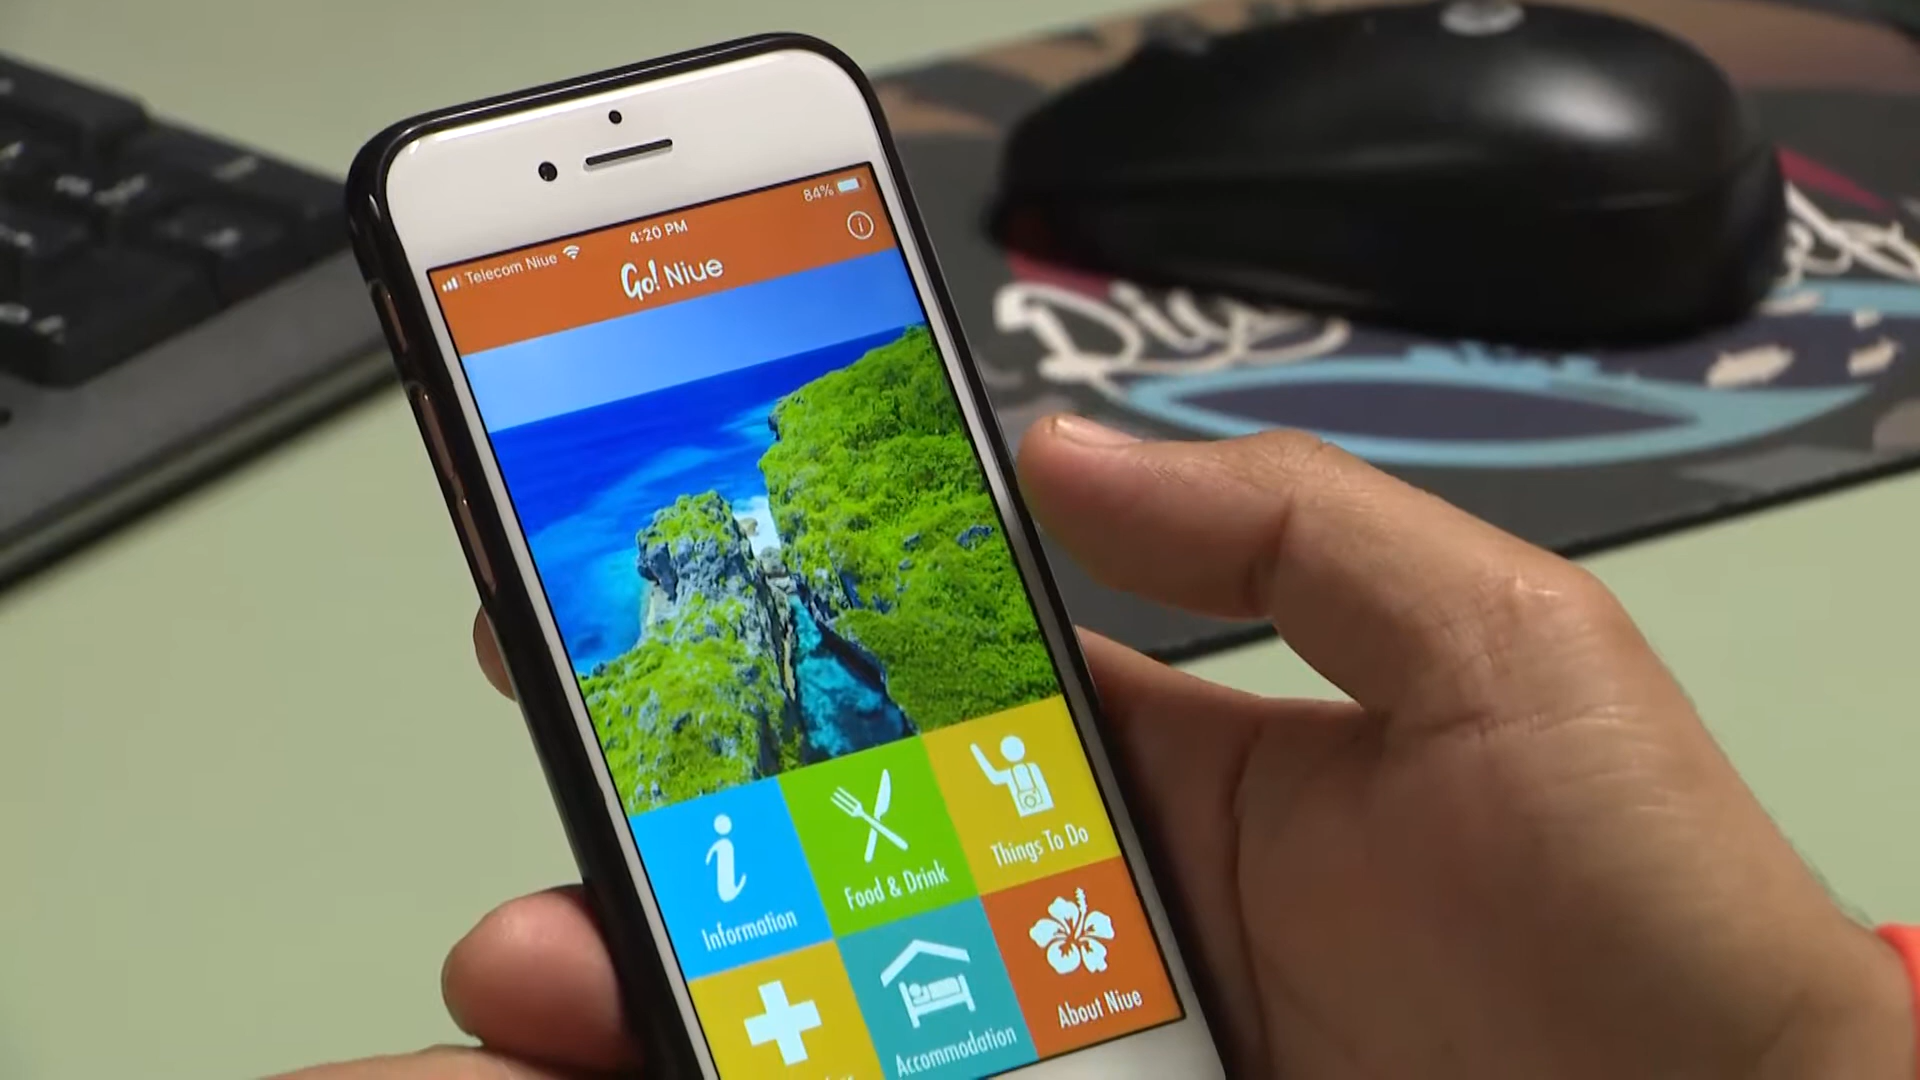 84%
Telecom Niue
4:20 PM
Go! Niue
Information
Food & Drink
Things To Do
Accommodation
About Niue